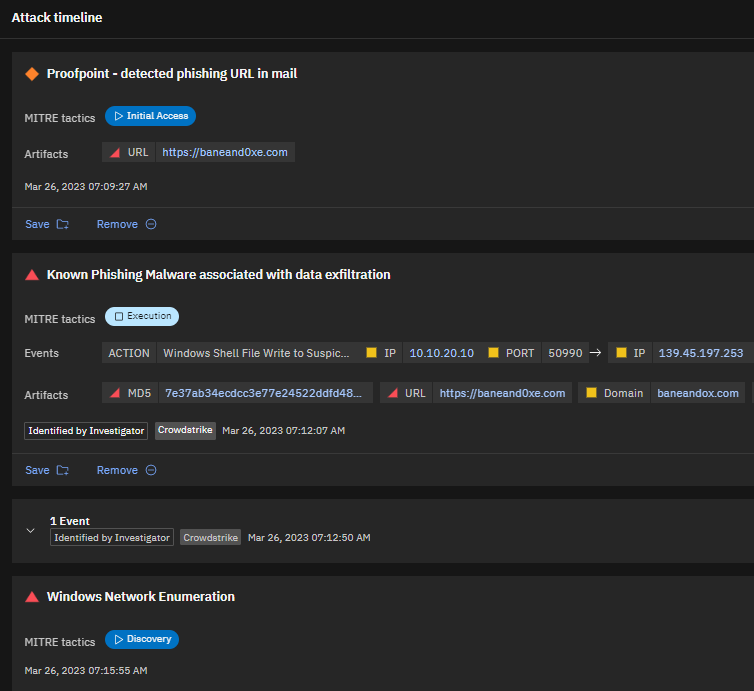 Attack timeline
Proofpoint - detected phishing URL in mail
MITRE tactics Initial Access
Artifacts URL https://baneand0xe.com
Mar 26, 2023 07:09:27 AM
Save Remove
Known Phishing Malware associated with data exfiltration
MITRE tactics Execution
Events ACTION Windows Shell File Write to Suspic... IP 10.10.20.10 PORT 50990 → IP 139.45.197.253
Artifacts MD5 7e37ab34ecdcc3e77e24522ddfd48... URL https://baneand0xe.com Domain baneandox.com
Identified by Investigator Crowdstrike Mar 26, 2023 07:12:07 AM
Save Remove
1 Event
Identified by Investigator Crowdstrike Mar 26, 2023 07:12:50 AM
Windows Network Enumeration
MITRE tactics Discovery
Mar 26, 2023 07:15:55 AM